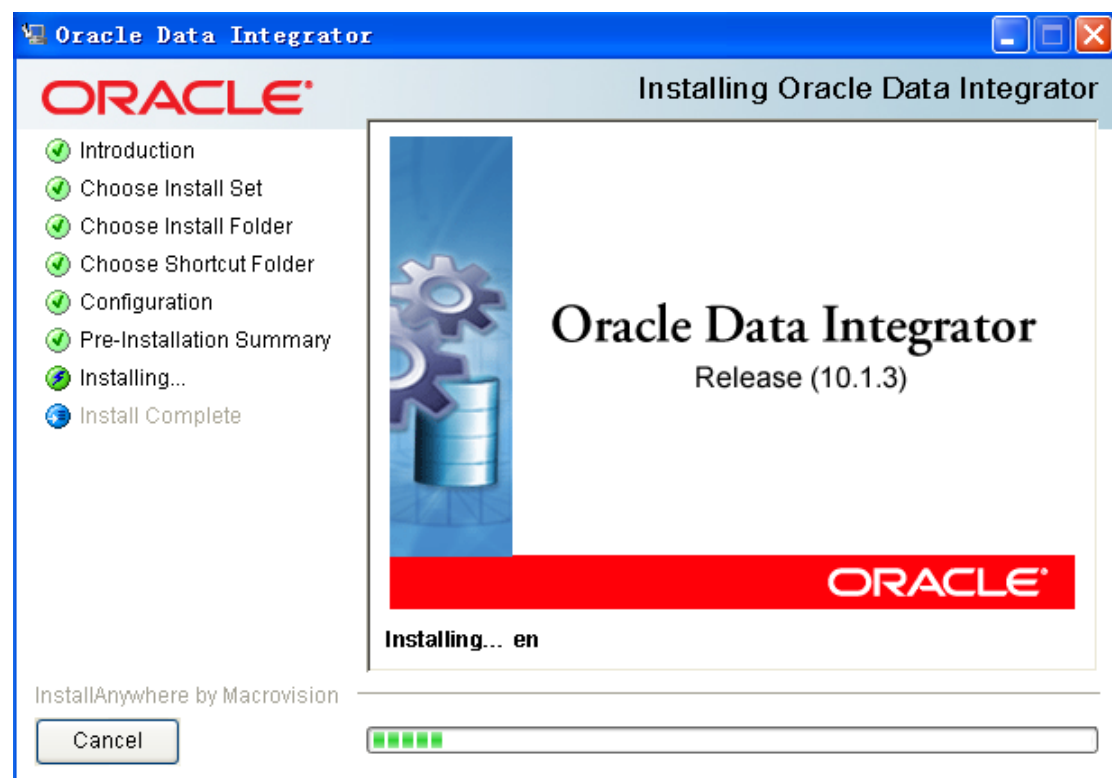 Oracle Data Integrator
ORACLE
Installing Oracle Data Integrator
Introduction
Choose Install Set
Choose Install Folder
Choose Shortcut Folder
Configuration
Pre-Installation Summary
Installing...
Install Complete
Oracle Data Integrator
Release (10.1.3)
ORACLE
Installing... en
InstallAnywhere by Macrovision
Cancel